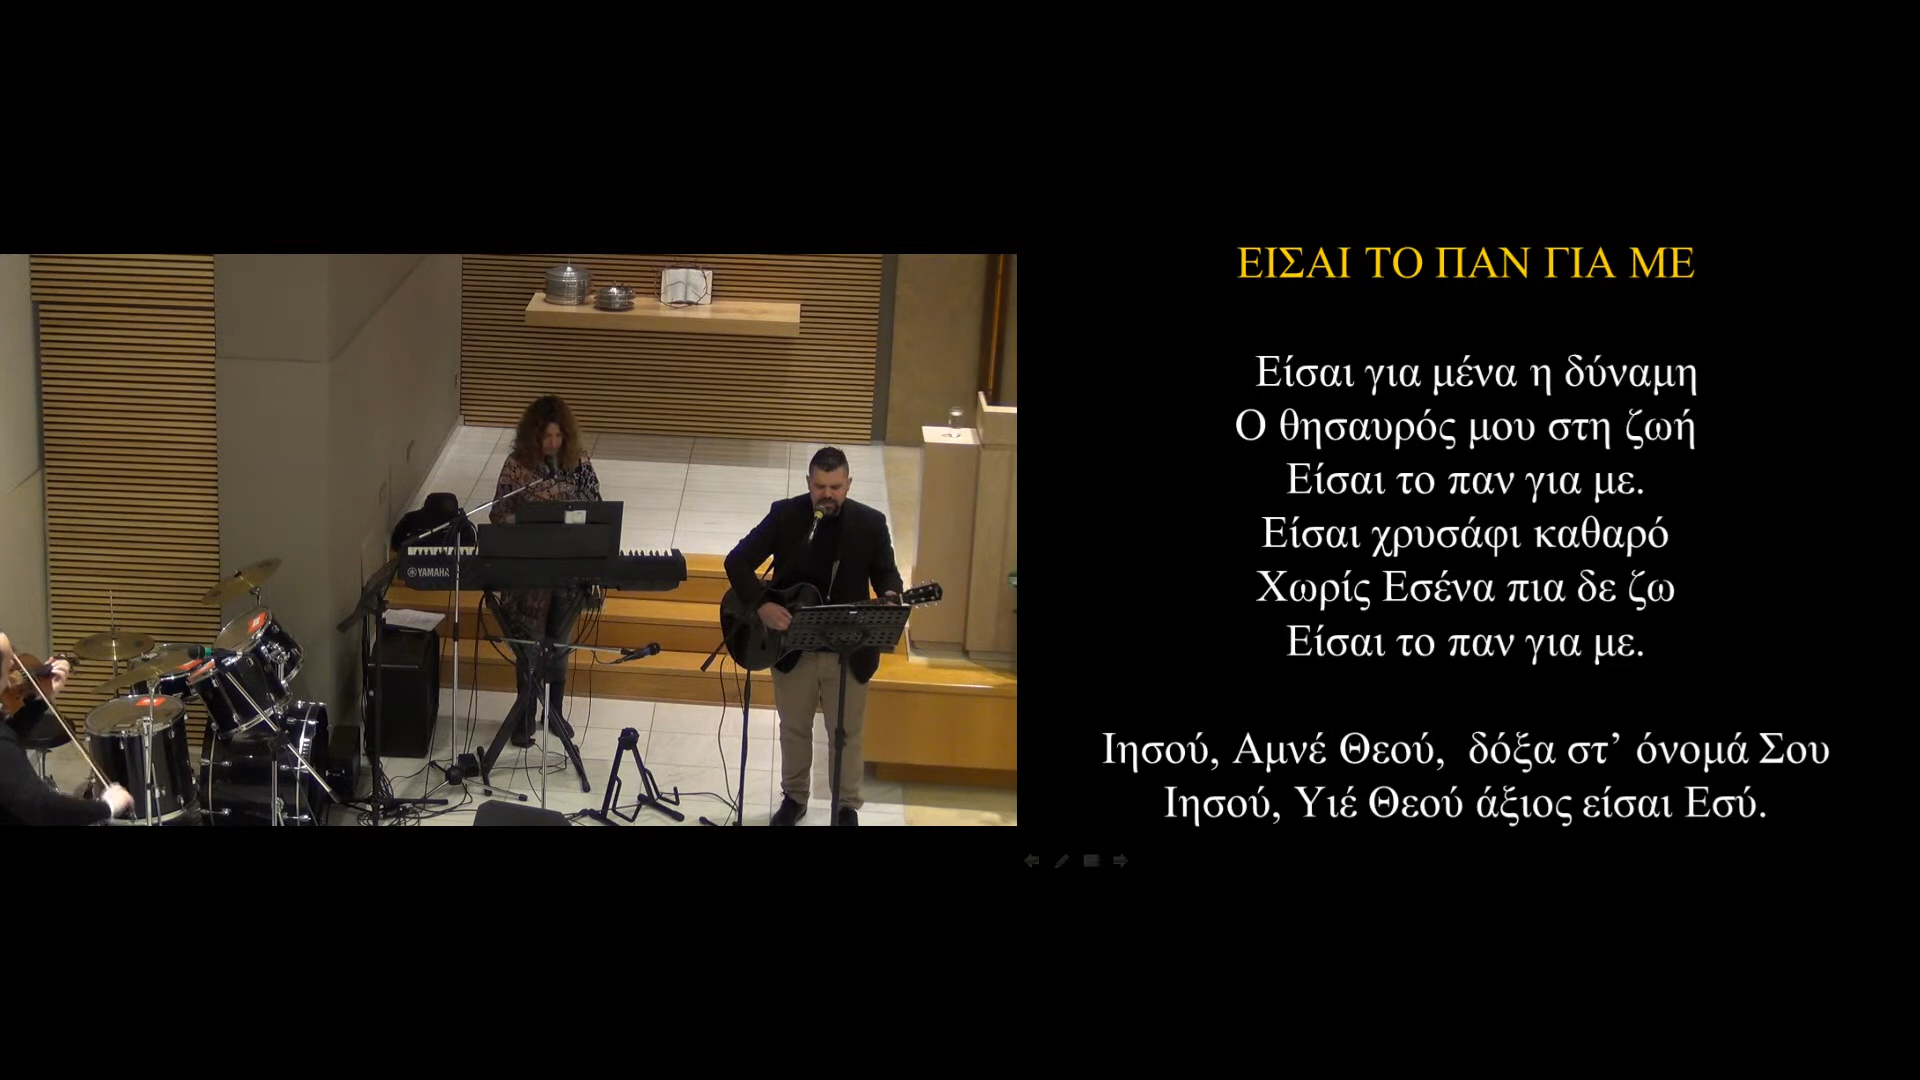 ΕΙΣΑΙ ΤΟ ΠΑΝ ΓΙΑ ΜΕ
Είσαι για μένα η δύναμη
Ο θησαυρός μου στη ζωή
Είσαι το παν για με.
Είσαι χρυσάφι καθαρό
Χωρίς Εσένα πια δε ζω
Είσαι το παν για με.
Ιησού, Αμνέ Θεού, δόξα στ’ όνομά Σου
Ιησού, Υιέ Θεού άξιος είσαι Εσύ.
YAMAHA